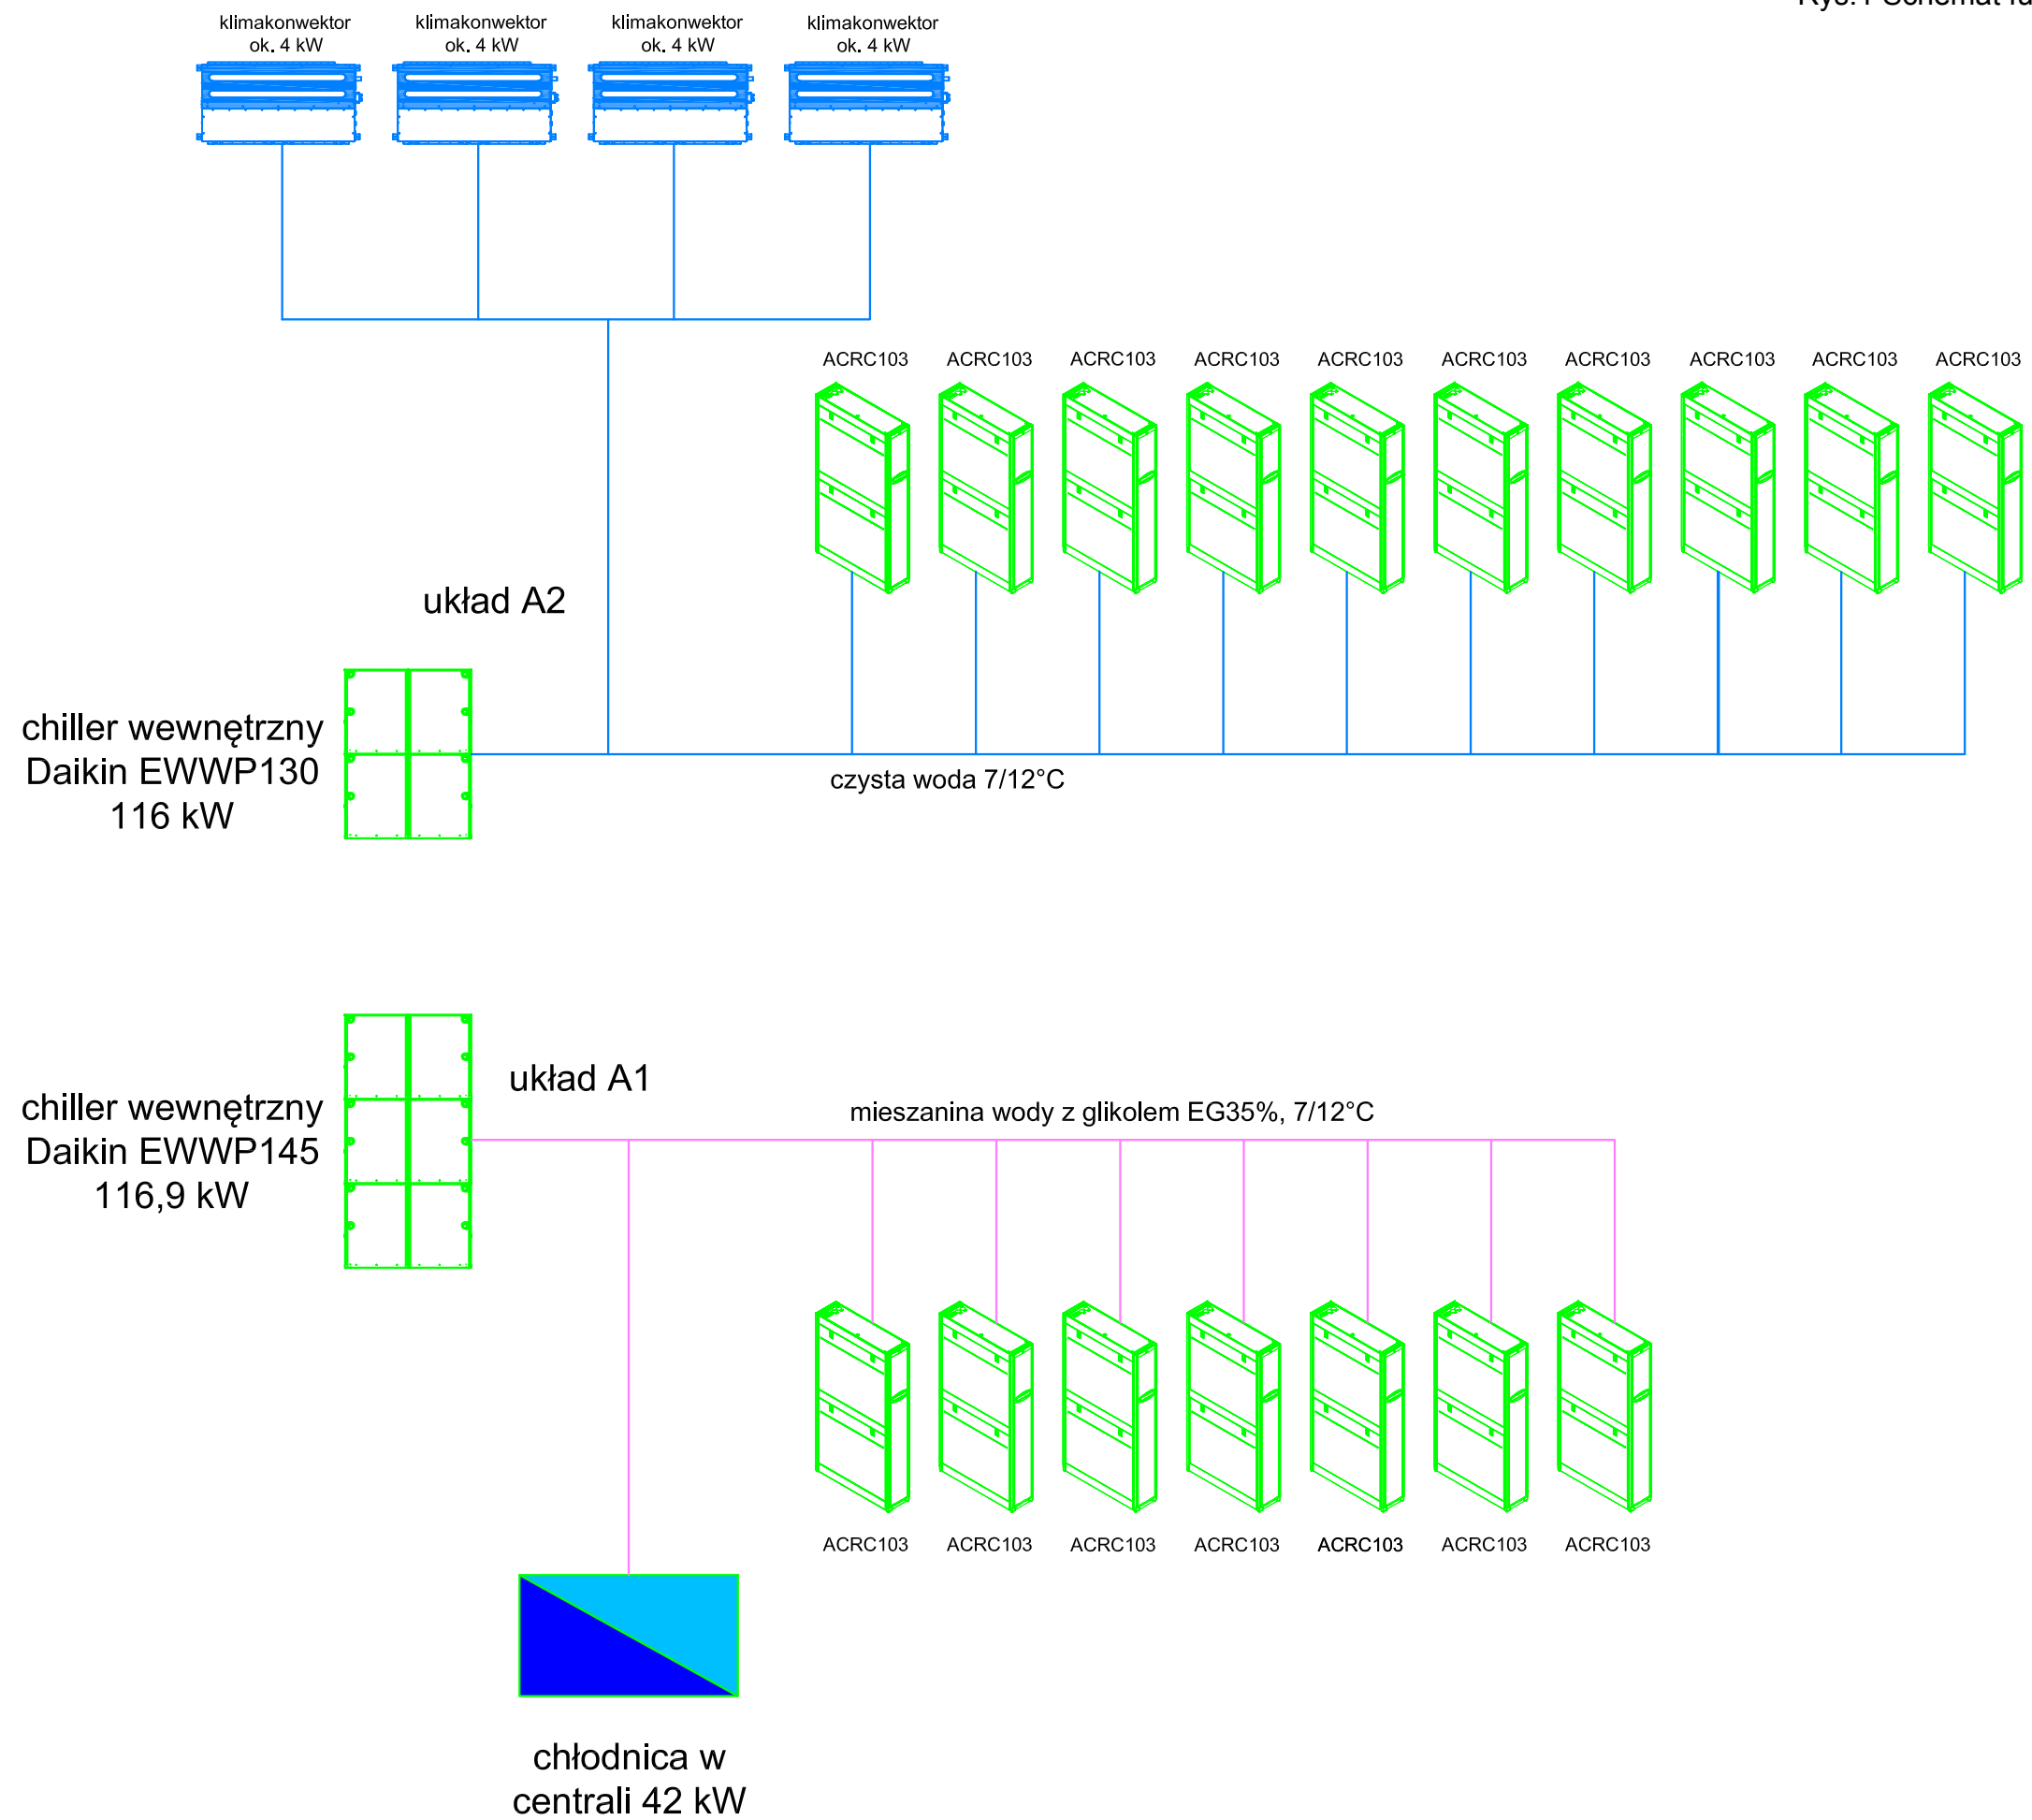 Rys.1 Schemat
klimakonwektor
ok. 4 kW
klimakonwektor
ok. 4 kW
klimakonwektor
ok. 4 kW
klimakonwektor
ok. 4 kW
ACRC103 ACRC103 ACRC103 ACRC103 ACRC103 ACRC103 ACRC103 ACRC103 ACRC103 ACRC103
układ A2
chiller wewnętrzny
Daikin EWWP130
116 kW
czysta woda 7/12°C
układ A1
chiller wewnętrzny
Daikin EWWP145
116,9 kW
mieszanina wody z glikolem EG35%, 7/12°C
ACRC103 ACRC103 ACRC103 ACRC103 ACRC103 ACRC103 ACRC103
chłodnica w
centrali 42 kW